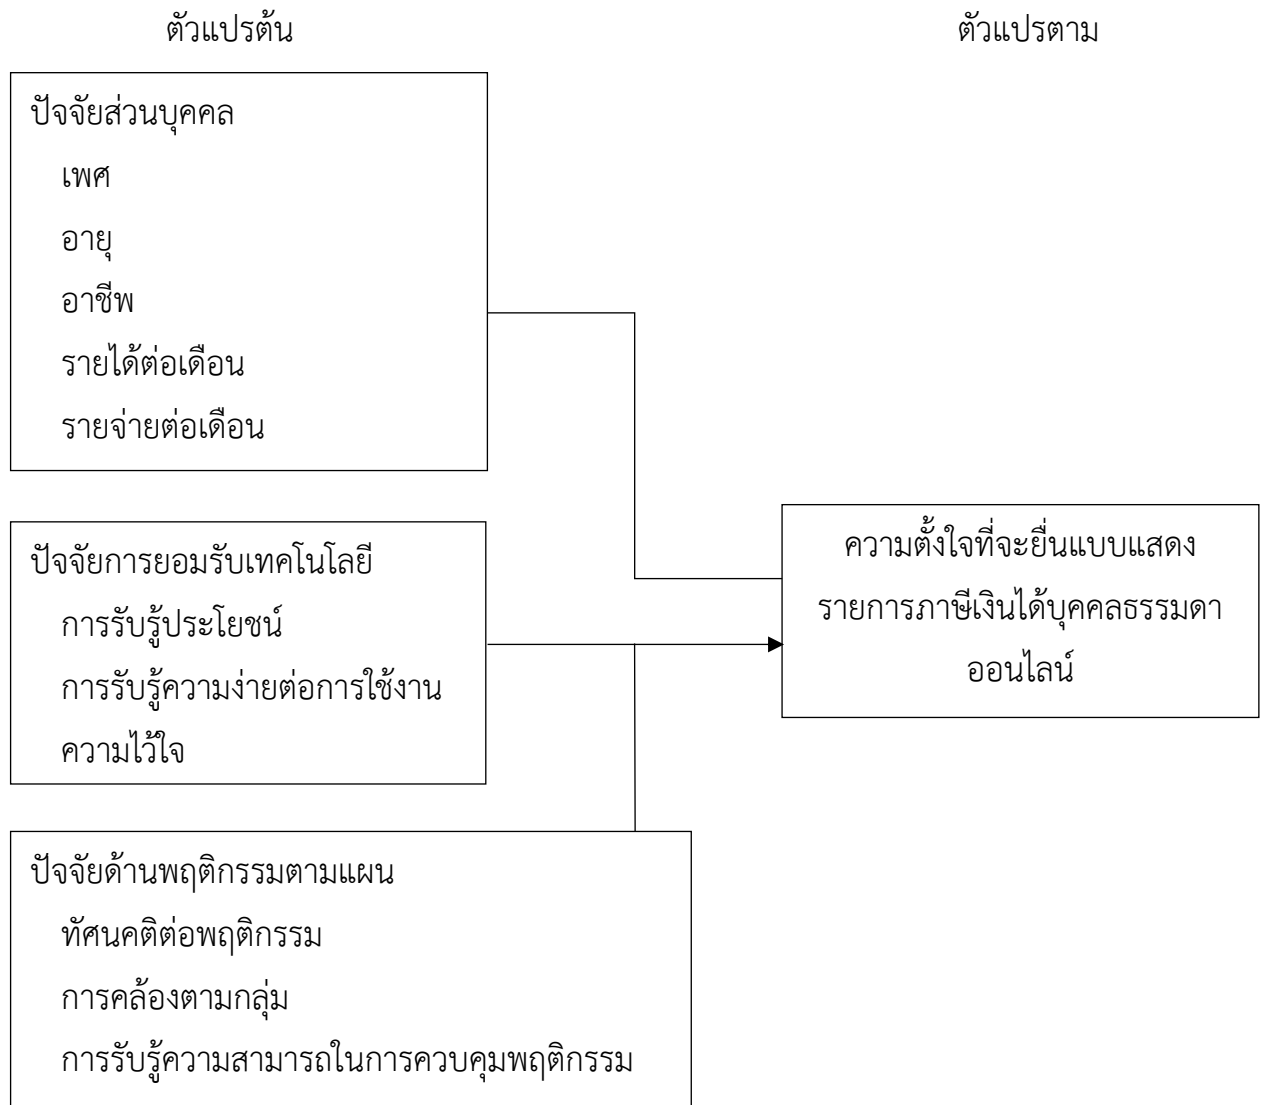 ตัวแปรต้น
ตัวแปรตาม
ปัจจัยส่วนบุคคล
เพศ
อายุ
อาชีพ
รายได้ต่อเดือน
รายจ่ายต่อเดือน
ปัจจัยการยอมรับเทคโนโลยี
การรับรู้ประโยชน์
การรับรู้ความง่ายต่อการใช้งาน
ความไว้ใจ
ความตั้งใจที่จะยื่นแบบแสดง
รายการภาษีเงินได้บุคคลธรรมดา
ออนไลน์
ปัจจัยด้านพฤติกรรมตามแผน
ทัศนคติต่อพฤติกรรม
การคล้องตามกลุ่ม
การรับรู้ความสามารถในการควบคุมพฤติกรรม